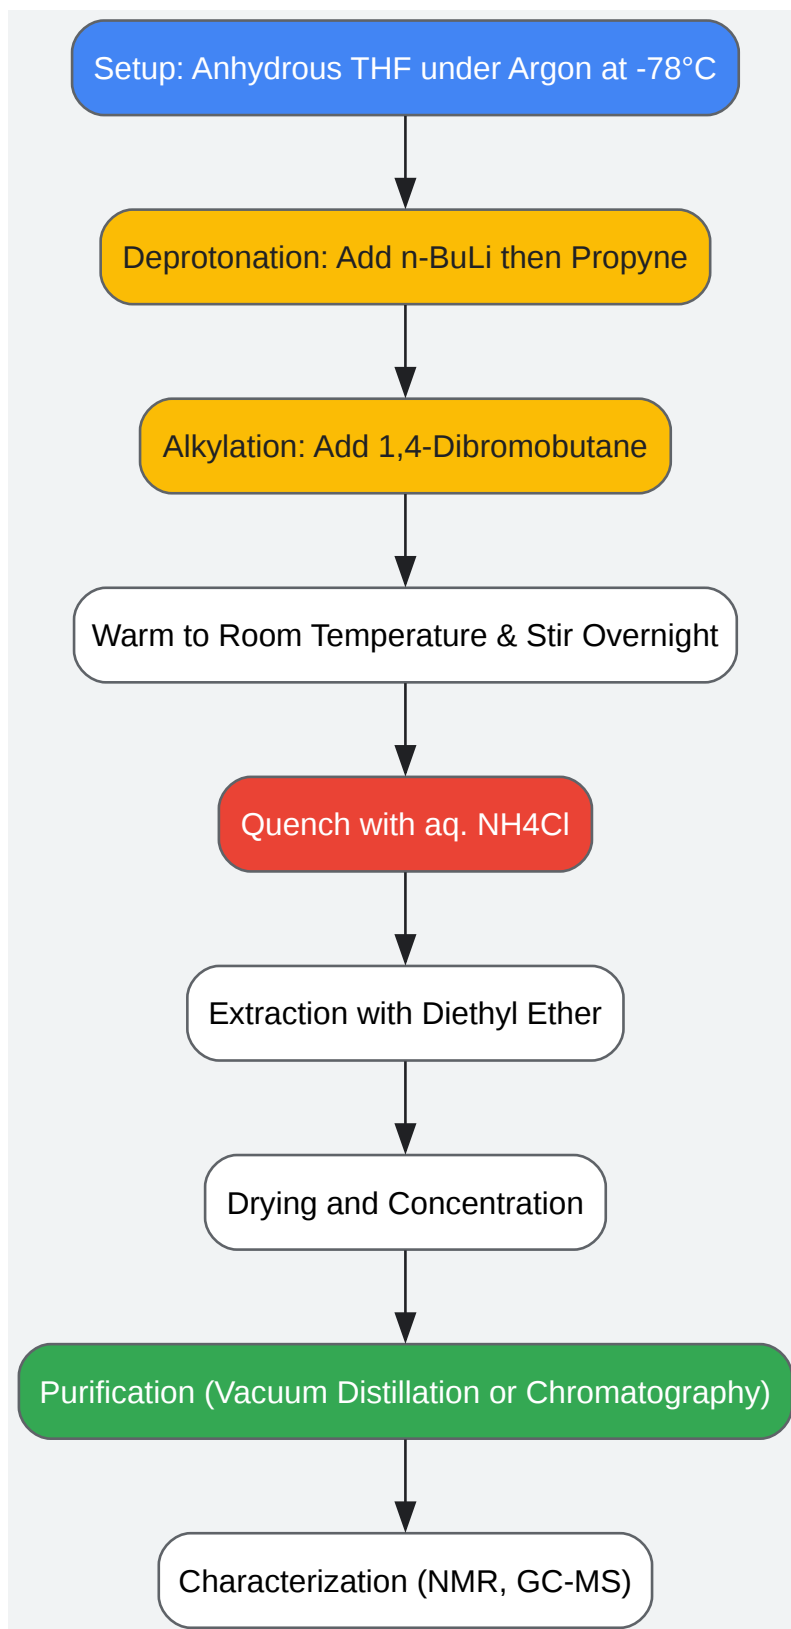 Setup: Anhydrous THF under Argon at -78°C
Deprotonation: Add n-BuLi then Propyne
Alkylation: Add 1,4-Dibromobutane
Warm to Room Temperature & Stir Overnight
Quench with aq. NH4Cl
Extraction with Diethyl Ether
Drying and Concentration
Purification (Vacuum Distillation or Chromatography)
Characterization (NMR, GC-MS)